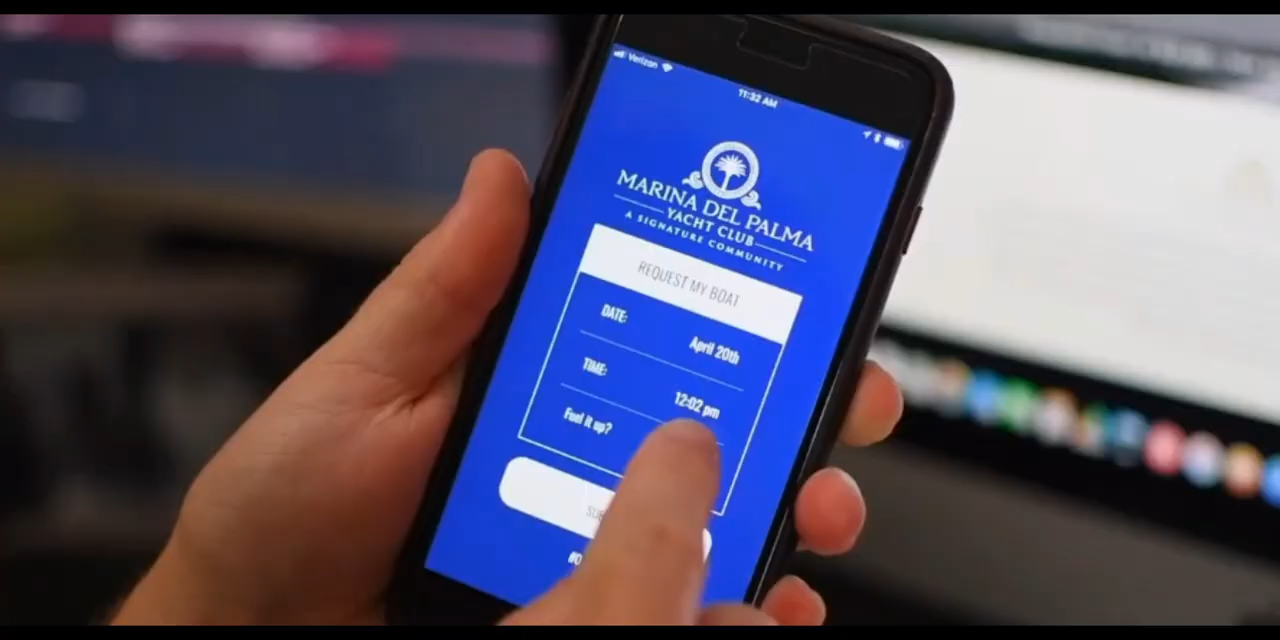 Verizon
11:32 AM
MARINA DEL PALMA
YACHT CLUB
A SIGNATURE COMMUNITY
REQUEST MY BOAT
DATE:
April 20th
TIME:
12:02 pm
Fuel it up?